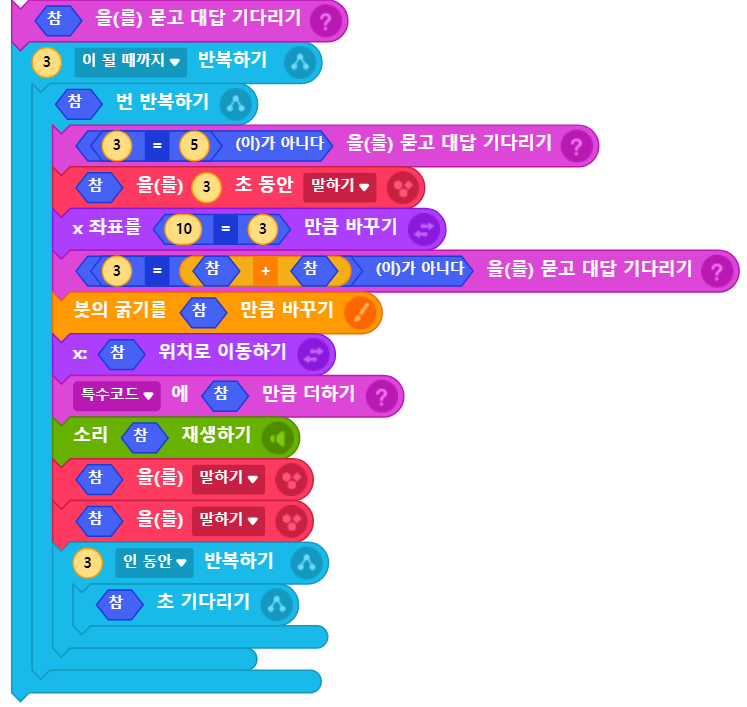 참 을(를) 묻고 대답 기다리기 ?
3 이 될 때까지 ▼ 반복하기
참 번 반복하기
3 = 5 (이)가 아니다 을(를) 묻고 대답 기다리기 ?
참 을(를) 3 초 동안 말하기 ▼
x 좌표를 10 = 3 만큼 바꾸기
3 = 참 + 참 (이)가 아니다 을(를) 묻고 대답 기다리기 ?
붓의 굵기를 참 만큼 바꾸기
x: 참 위치로 이동하기
특수코드 ▼ 에 참 만큼 더하기 ?
소리 참 재생하기
참 을(를) 말하기 ▼
참 을(를) 말하기 ▼
3 인 동안 ▼ 반복하기
참 초 기다리기